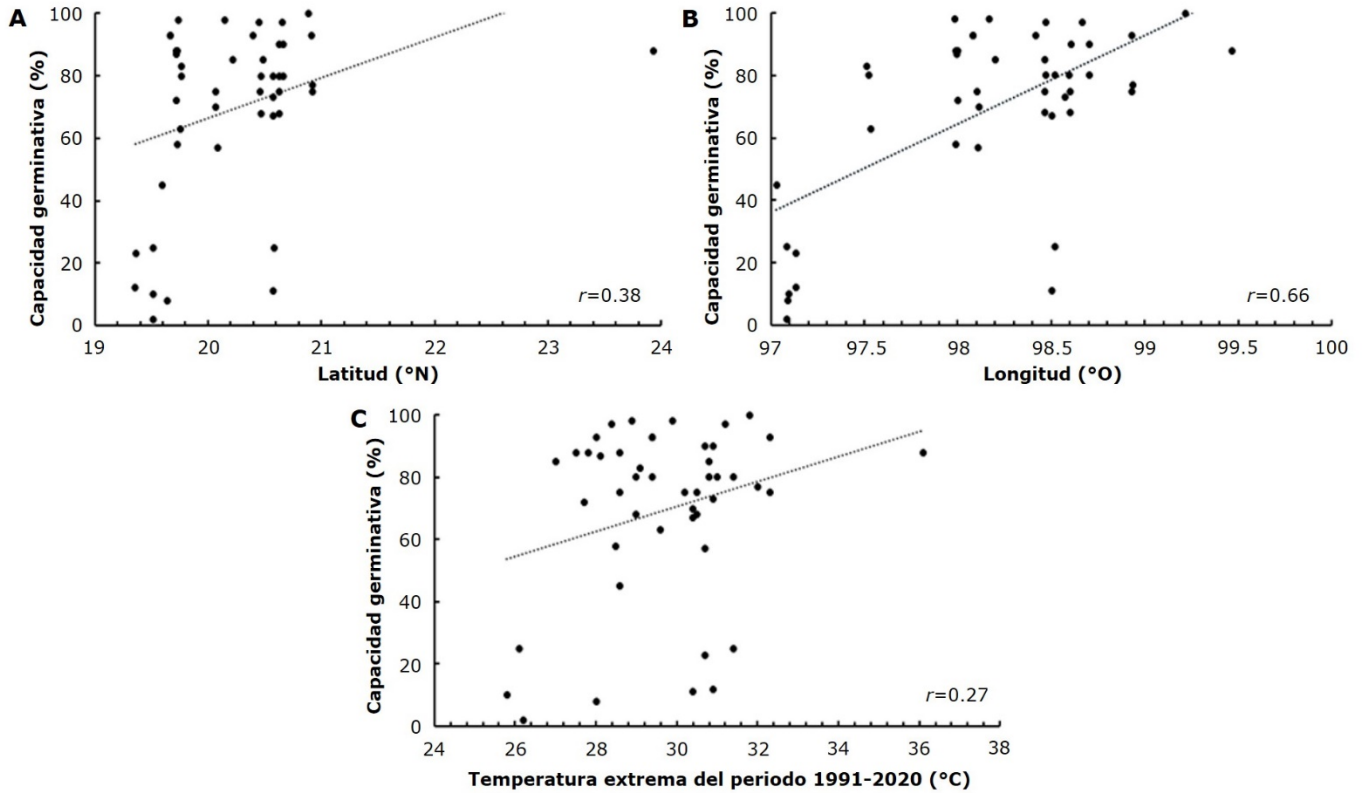 A
Capacidad germinativa (%)
100
80
60
40
20
0
r=0.38
19 20 21 22 23 24
Latitud (°N)
B
Capacidad germinativa (%)
100
80
60
40
20
0
r=0.66
97 97.5 98 98.5 99 99.5 100
Longitud (°O)
C
Capacidad germinativa (%)
100
80
60
40
20
0
r=0.27
24 26 28 30 32 34 36 38
Temperatura extrema del periodo 1991-2020 (°C)